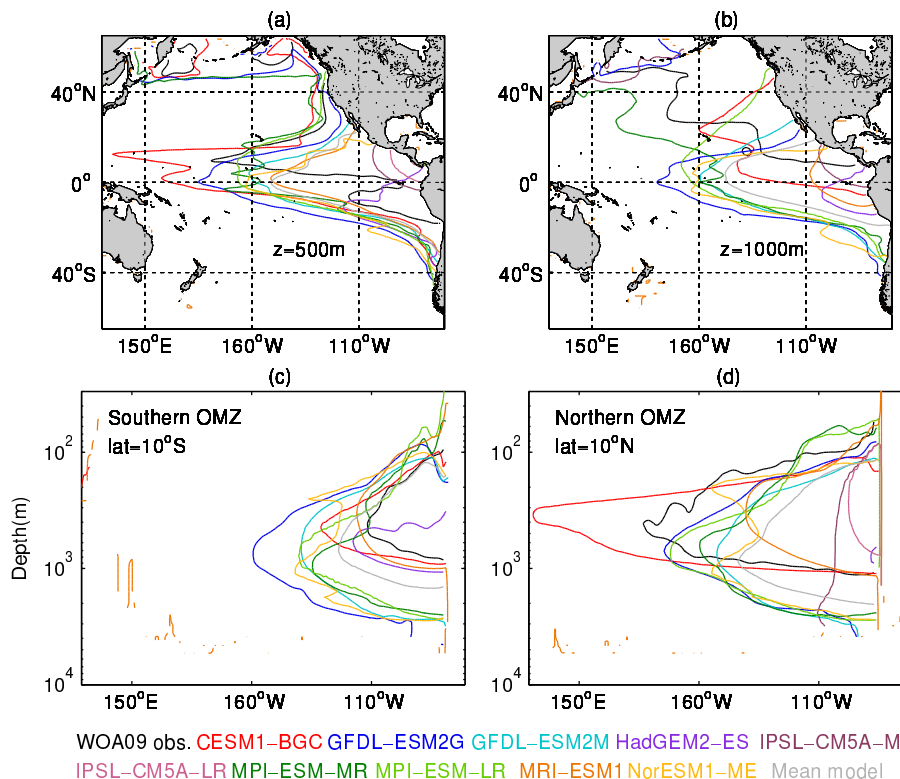 (a)
(b)
40°N
0°
40°S
z=500m
150°E
160°W
110°W
40°N
0°
40°S
z=1000m
150°E
160°W
110°W
(c)
(d)
Depth(m)
10²
10³
10⁴
Southern OMZ
lat=10°S
150°E
160°W
110°W
10²
10³
10⁴
Northern OMZ
lat=10°N
150°E
160°W
110°W
WOA09 obs. CESM1−BGC GFDL−ESM2G GFDL−ESM2M HadGEM2−ES IPSL−CM5A−M
IPSL−CM5A−LR MPI−ESM−MR MPI−ESM−LR MRI−ESM1 NorESM1−ME Mean model